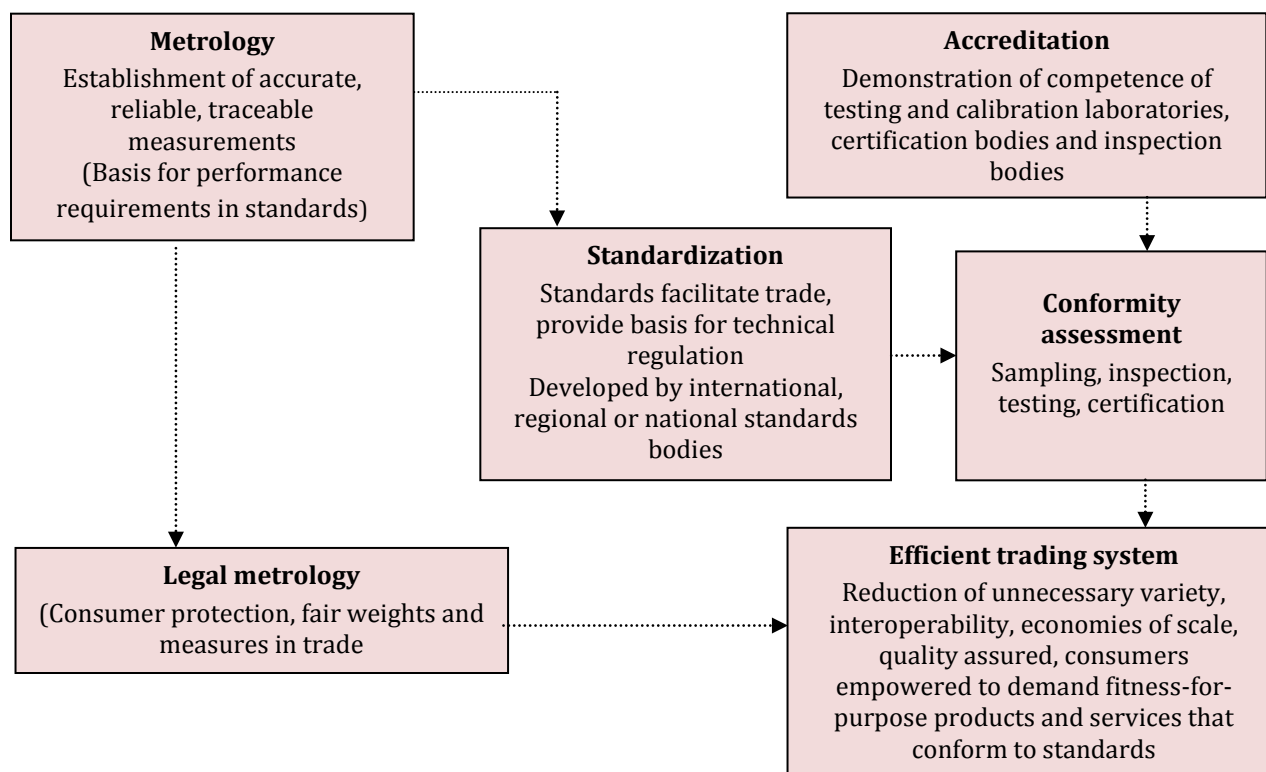 Metrology
Establishment of accurate,
reliable, traceable
measurements
(Basis for performance
requirements in standards)
Accreditation
Demonstration of competence of
testing and calibration laboratories,
certification bodies and inspection
bodies
Standardization
Standards facilitate trade,
provide basis for technical
regulation
Developed by international,
regional or national standards
bodies
Conformity
assessment
Sampling, inspection,
testing, certification
Legal metrology
(Consumer protection, fair weights and
measures in trade
Efficient trading system
Reduction of unnecessary variety,
interoperability, economies of scale,
quality assured, consumers
empowered to demand fitness-for-
purpose products and services that
conform to standards